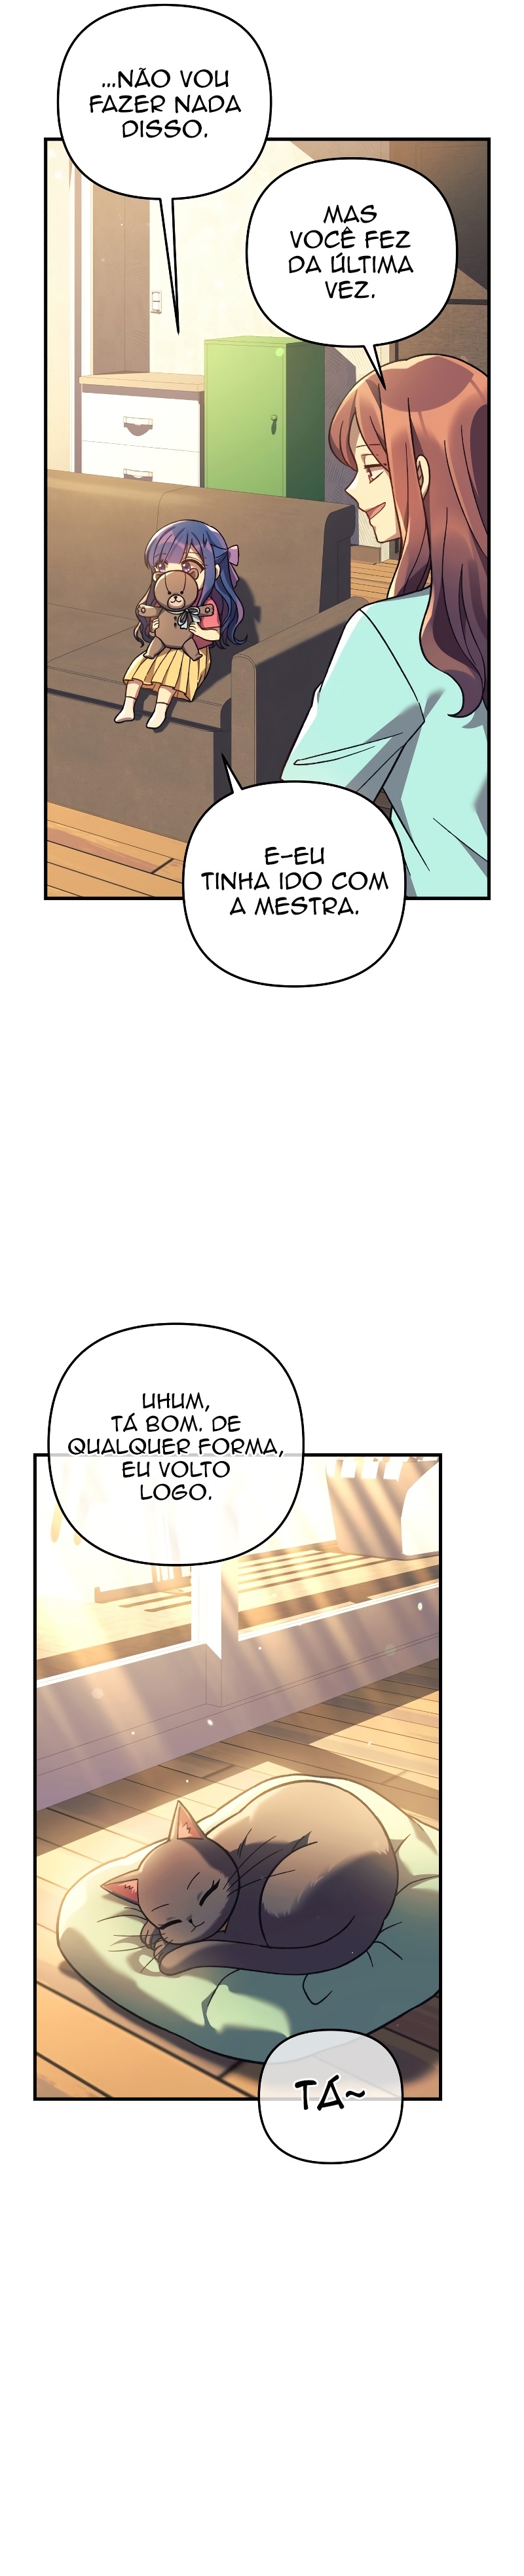 ...NÃO VOU
FAZER NADA
DISSO.
MAS
VOCÊ FEZ
DA ÚLTIMA
VEZ.
E-EU
TINHA IDO COM
A MESTRA.
UHUM,
TÁ BOM. DE
QUALQUER FORMA,
EU VOLTO
LOGO.
TÁ~